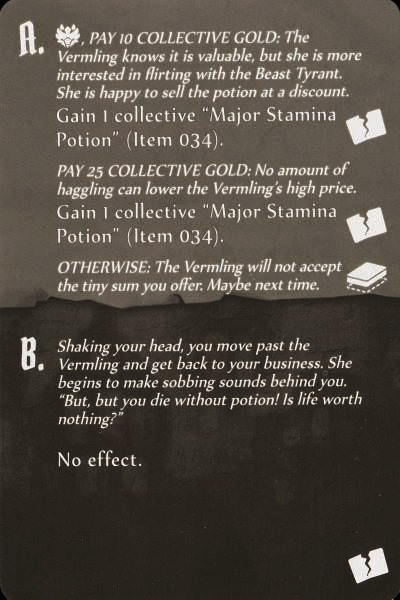 A. , PAY 10 COLLECTIVE GOLD: The
Vermling knows it is valuable, but she is more
interested in flirting with the Beast Tyrant.
She is happy to sell the potion at a discount.
Gain 1 collective “Major Stamina
Potion” (Item 034).
PAY 25 COLLECTIVE GOLD: No amount of
haggling can lower the Vermling's high price.
Gain 1 collective “Major Stamina
Potion” (Item 034).
OTHERWISE: The Vermling will not accept
the tiny sum you offer. Maybe next time.
B. Shaking your head, you move past the
Vermling and get back to your business. She
begins to make sobbing sounds behind you.
“But, but you die without potion! Is life worth
nothing?”
No effect.